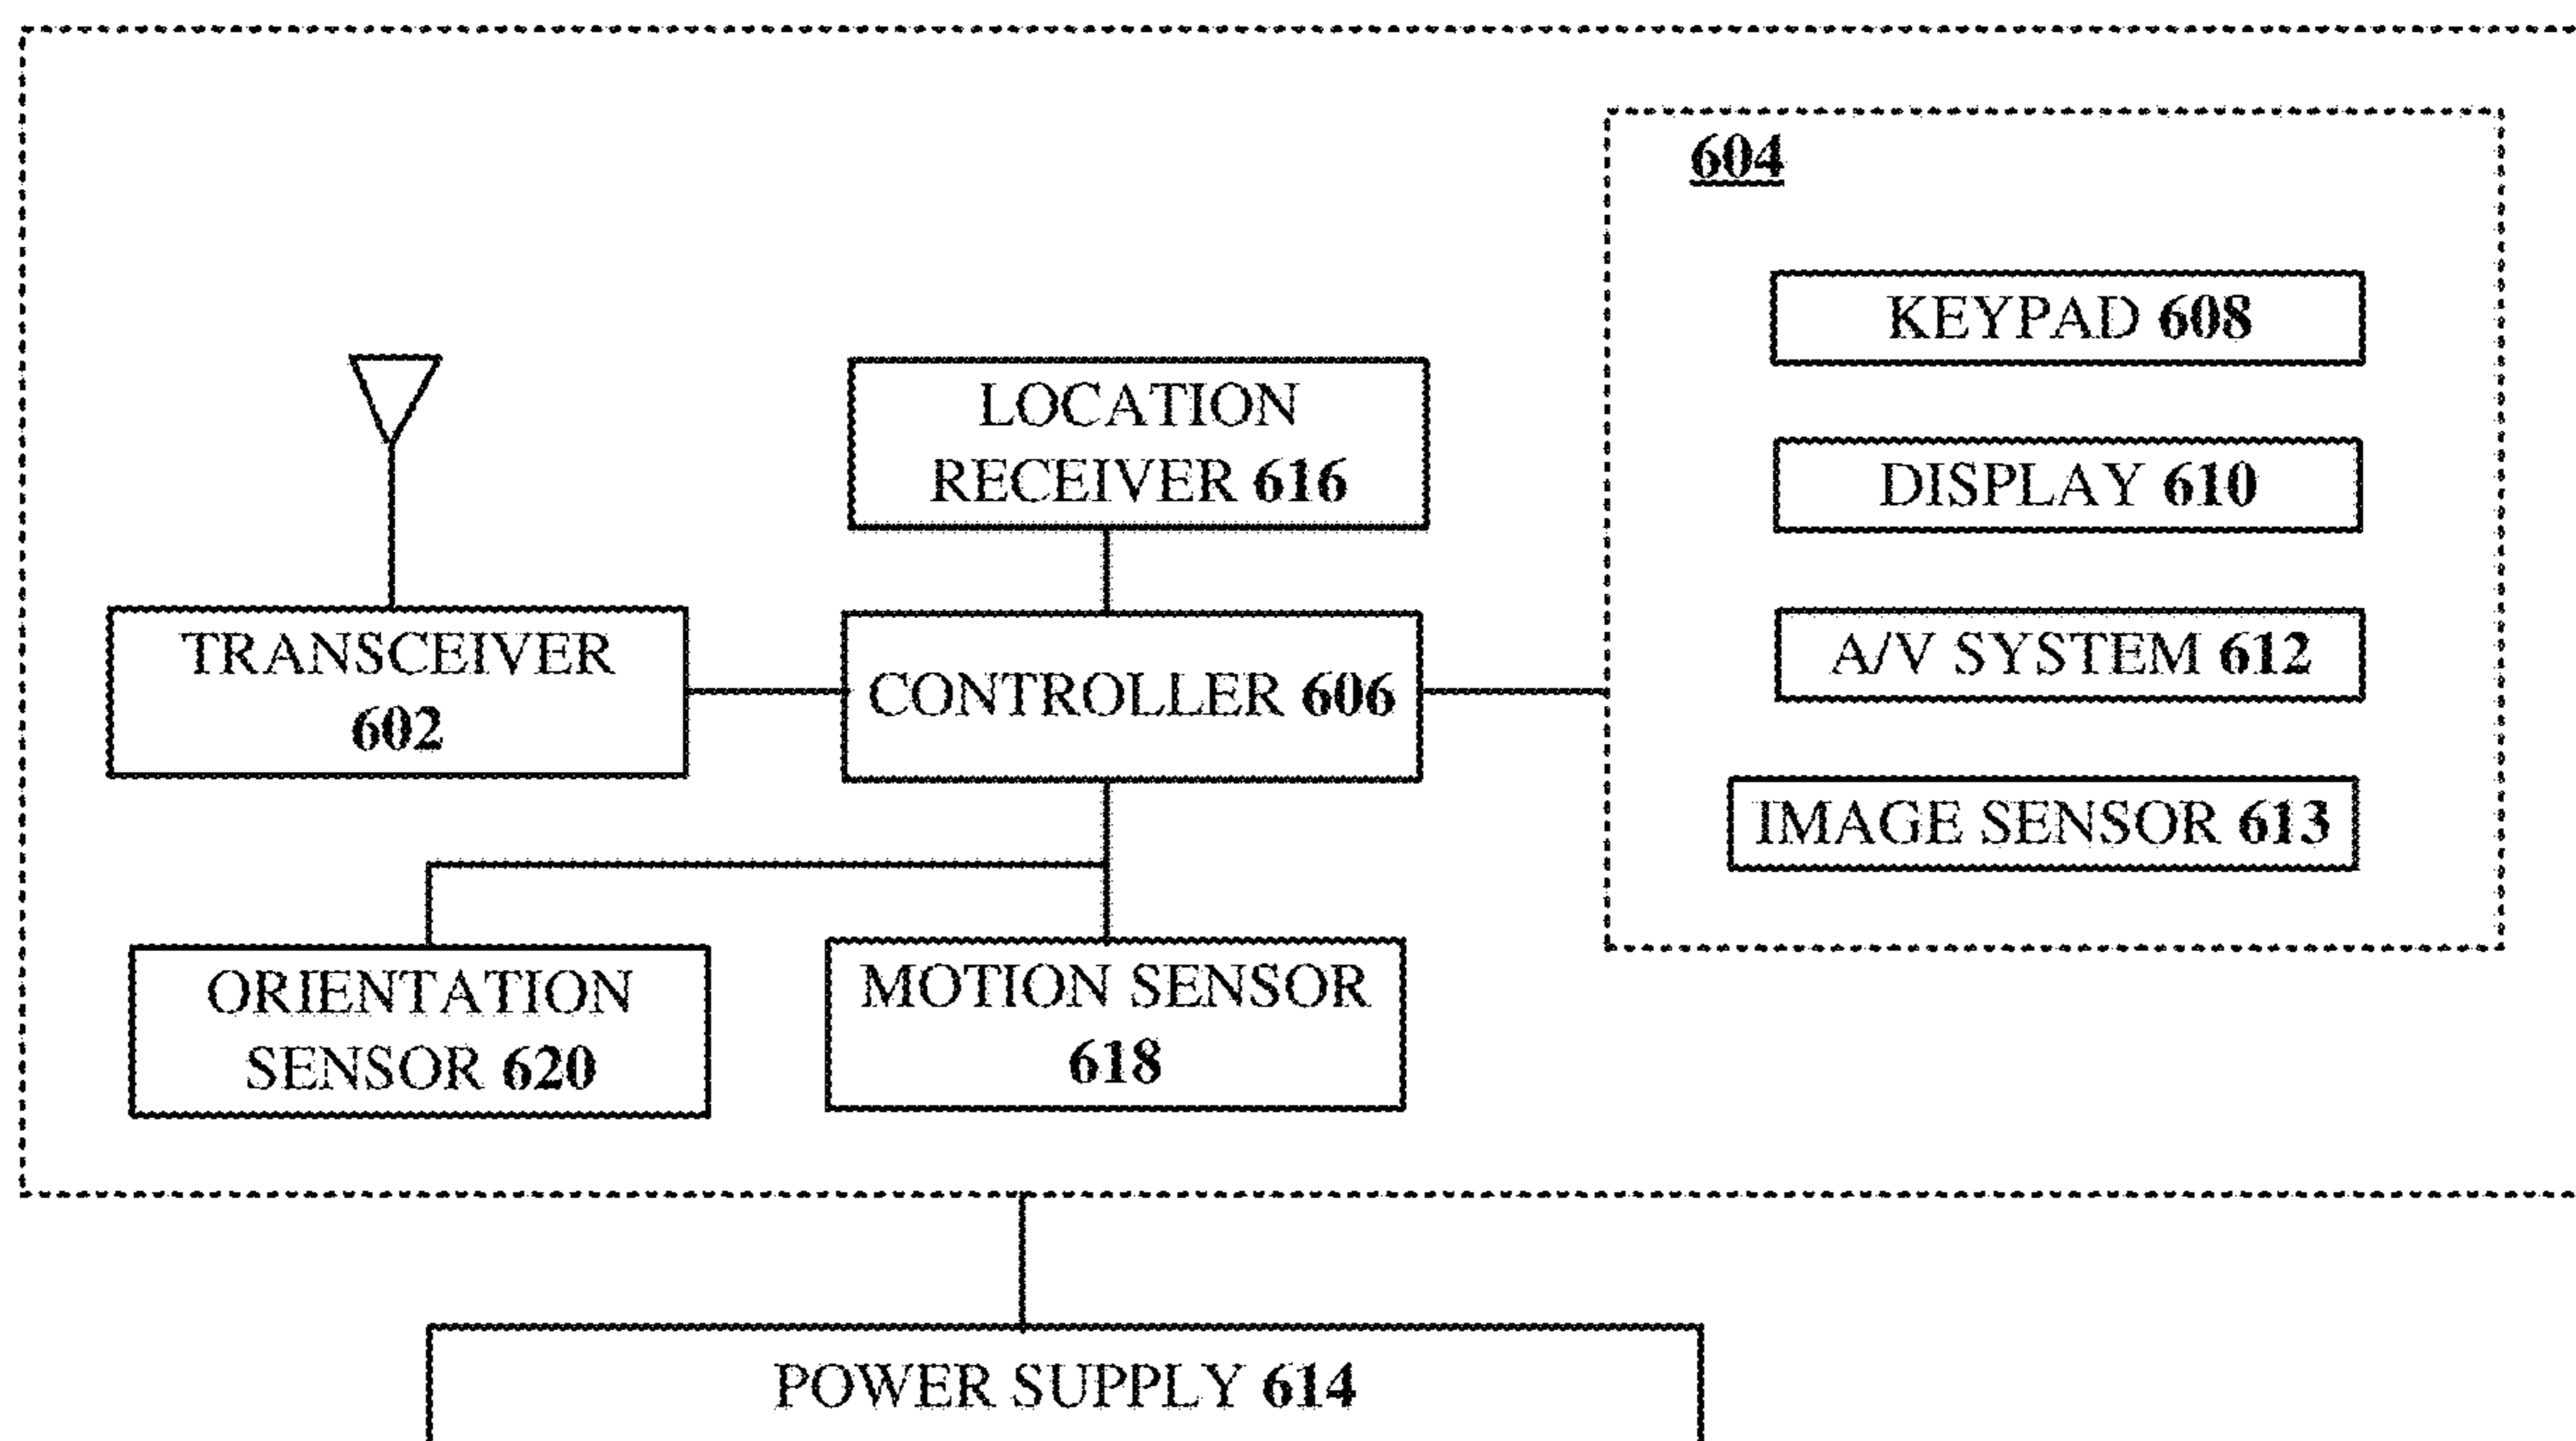 604
KEYPAD 608
DISPLAY 610
A/V SYSTEM 612
IMAGE SENSOR 613
LOCATION
RECEIVER 616
TRANSCEIVER
602
CONTROLLER 606
ORIENTATION
SENSOR 620
MOTION SENSOR
618
POWER SUPPLY 614